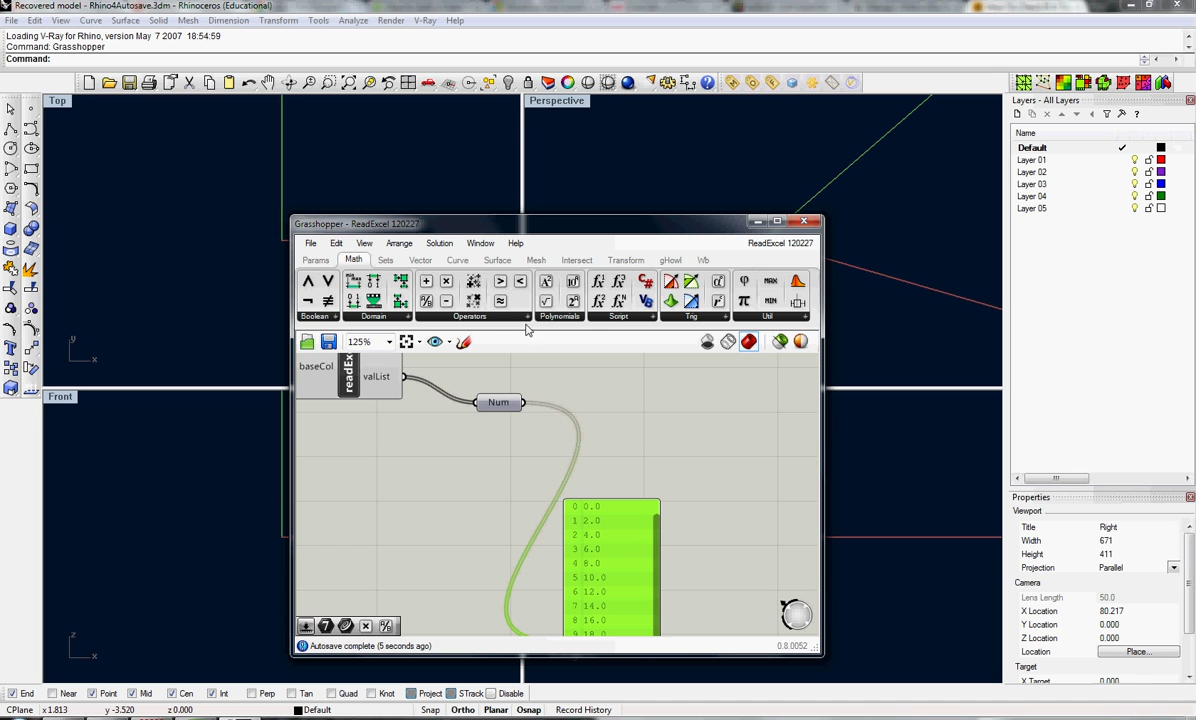 Recovered model - Rhino4Autosave.3dm - Rhinoceros (Educational)
File Edit View Curve Surface Solid Mesh Dimension Transform Tools Analyze Render V-Ray Help
Loading V-Ray for Rhino, version May 7 2007 18:54:59
Command: Grasshopper
Command:
Top
Perspective
Front
Layers - All Layers
Name
Default
Layer 01
Layer 02
Layer 03
Layer 04
Layer 05
Grasshopper - ReadExcel 120227
File Edit View Arrange Solution Window Help ReadExcel 120227
Params Math Sets Vector Curve Surface Mesh Intersect Transform gHowl Wb
Boolean Domain Operators Polynomials Script Trig Util
125%
baseCol
valList
Num
0 0.0
1 2.0
2 4.0
3 6.0
4 8.0
5 10.0
6 12.0
7 14.0
8 16.0
9 18.0
Autosave complete (5 seconds ago) 0.8.0052
Properties
Viewport
Title Right
Width 671
Height 411
Projection Parallel
Camera
Lens Length 50.0
X Location 80.217
Y Location 0.000
Z Location 0.000
Location Place...
Target
X Target 0.000
End Near Point Mid Cen Int Perp Tan Quad Knot Project STrack Disable
CPlane x 1.813 y -3.520 z 0.000 Default Snap Ortho Planar Osnap Record History